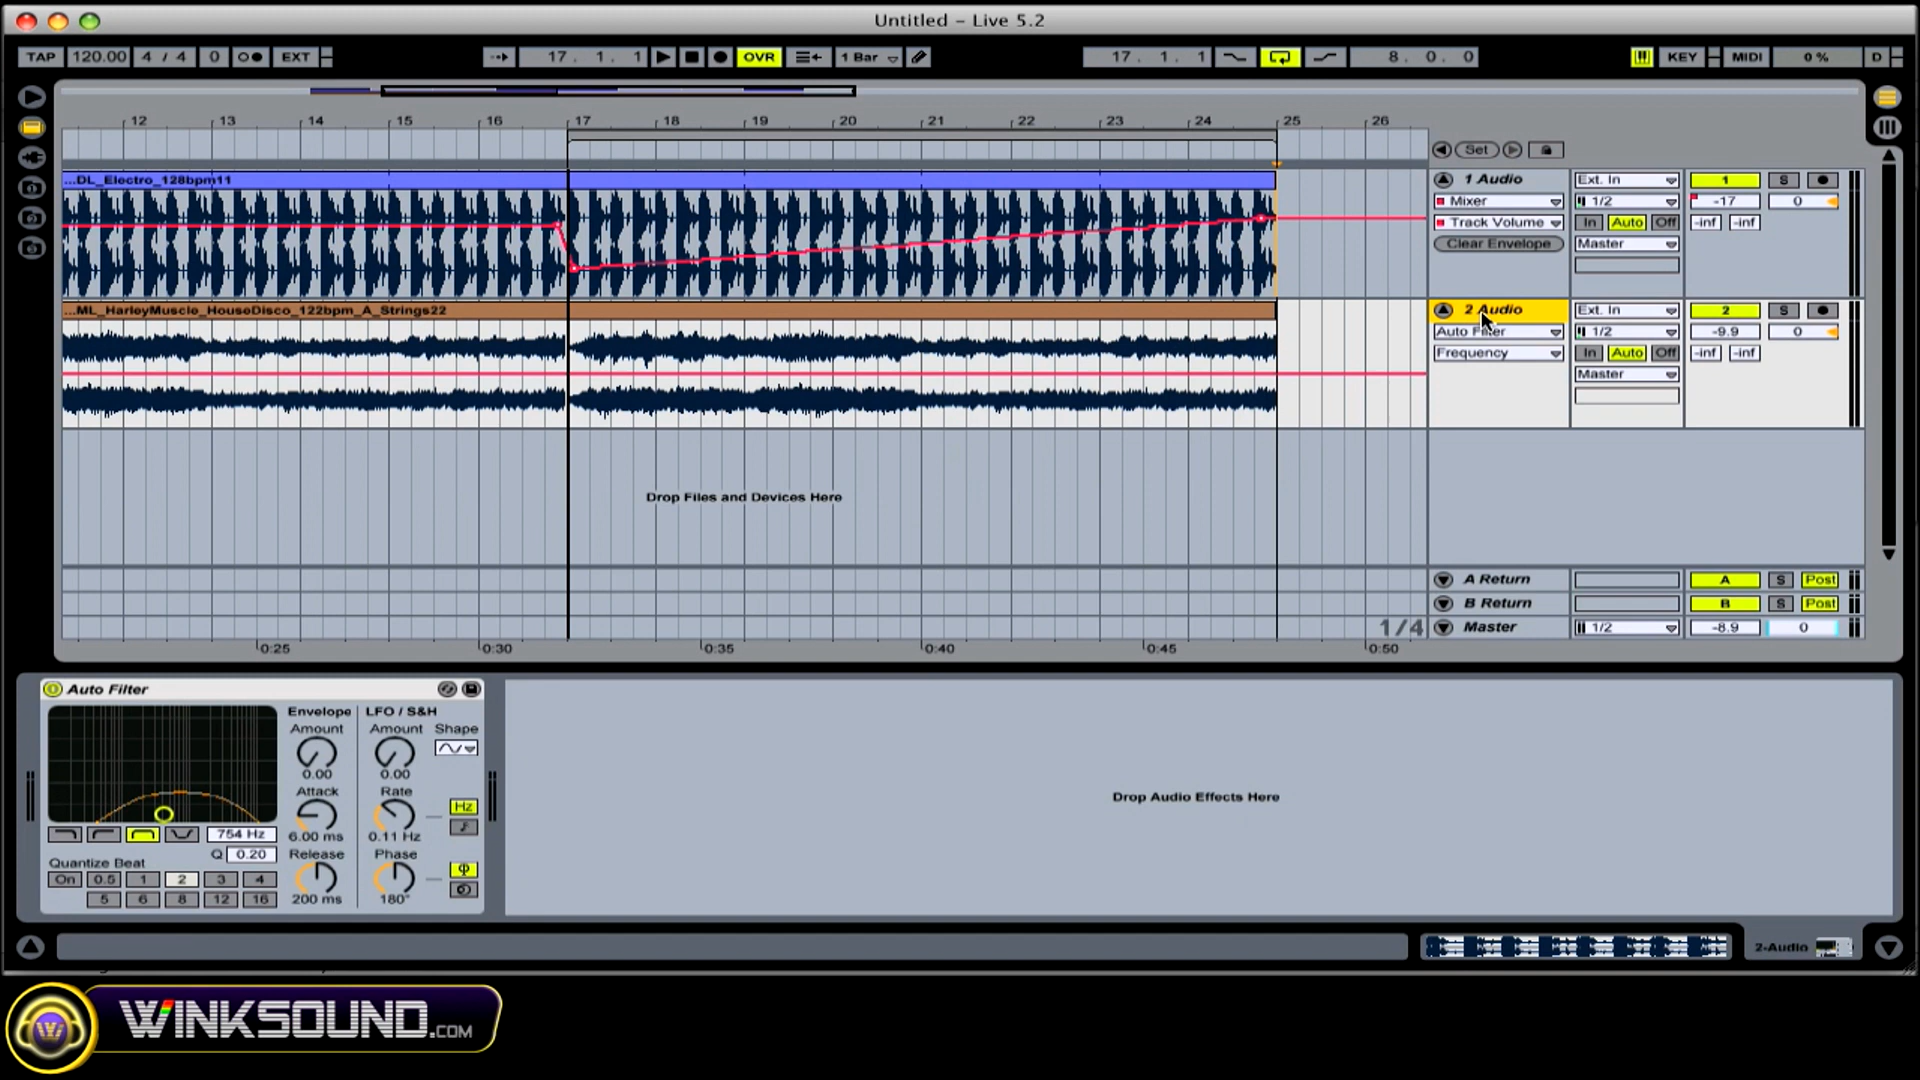 Untitled - Live 5.2
TAP 120.00 4 / 4 0 EXT 17. 1. 1 OVR 1 Bar 17. 1. 1 8. 0. 0 KEY MIDI 0 % D
12 13 14 15 16 17 18 19 20 21 22 23 24 25 26
Set
...DL_Electro_128bpm11
1 Audio Ext. In 1 S
Mixer 1/2 -17 0
Track Volume In Auto Off -inf -inf
Clear Envelope Master
...ML_HarleyMuscle_HouseDisco_122bpm_A_Strings22
2 Audio Ext. In 2 S
Auto Filter 1/2 -9.9 0
Frequency In Auto Off -inf -inf
Master
Drop Files and Devices Here
A Return A S Post
B Return B S Post
1/4 Master 1/2 -8.9 0
0:25 0:30 0:35 0:40 0:45 0:50
Auto Filter
Envelope LFO / S&H
Amount Amount Shape
0.00 0.00
Attack Rate Hz
6.00 ms 0.11 Hz
754 Hz
Q 0.20
Release Phase
Quantize Beat
On 0.5 1 2 3 4
5 6 8 12 16
200 ms 180°
Drop Audio Effects Here
2-Audio
WINKSOUND.COM